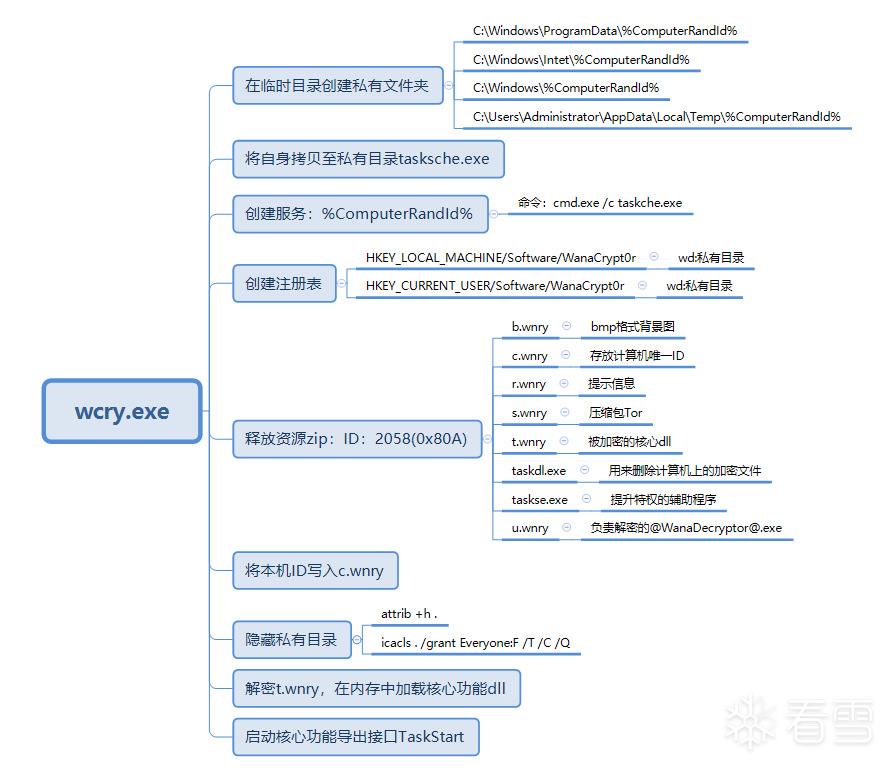 wcry.exe
在临时目录创建私有文件夹
C:\Windows\ProgramData\%ComputerRandId%
C:\Windows\Intet\%ComputerRandId%
C:\Windows\%ComputerRandId%
C:\Users\Administrator\AppData\Local\Temp\%ComputerRandId%
将自身拷贝至私有目录tasksche.exe
创建服务：%ComputerRandId%
命令：cmd.exe /c taskche.exe
创建注册表
HKEY_LOCAL_MACHINE/Software/WanaCrypt0r
wd:私有目录
HKEY_CURRENT_USER/Software/WanaCrypt0r
wd:私有目录
释放资源zip：ID：2058(0x80A)
b.wnry
bmp格式背景图
c.wnry
存放计算机唯一ID
r.wnry
提示信息
s.wnry
压缩包Tor
t.wnry
被加密的核心dll
taskdl.exe
用来删除计算机上的加密文件
taskse.exe
提升特权的辅助程序
u.wnry
负责解密的@WanaDecryptor@.exe
将本机ID写入c.wnry
隐藏私有目录
attrib +h .
icacls . /grant Everyone:F /T /C /Q
解密t.wnry，在内存中加载核心功能dll
启动核心功能导出接口TaskStart
看雪